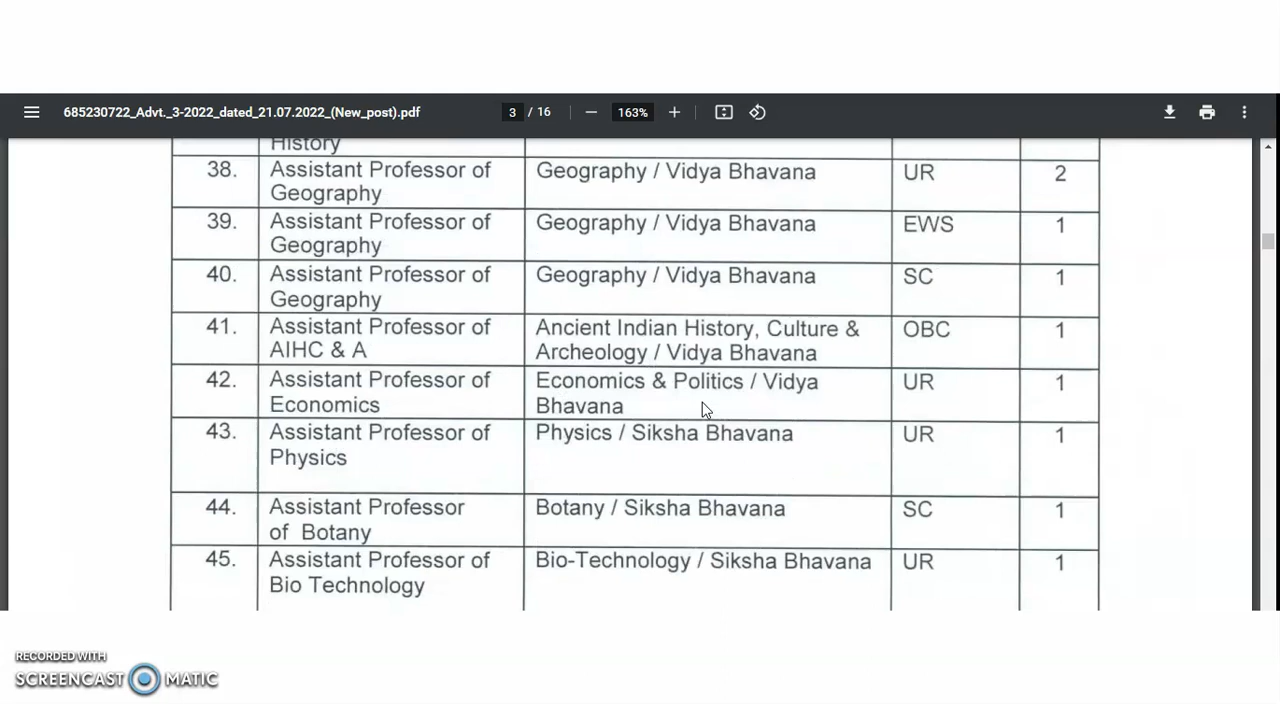 685230722_Advt._3-2022_dated_21.07.2022_(New_post).pdf 3 / 16 163%
History
38. Assistant Professor of Geography / Vidya Bhavana UR 2
Geography
39. Assistant Professor of Geography / Vidya Bhavana EWS 1
Geography
40. Assistant Professor of Geography / Vidya Bhavana SC 1
Geography
41. Assistant Professor of Ancient Indian History, Culture & OBC 1
AIHC & A Archeology / Vidya Bhavana
42. Assistant Professor of Economics & Politics / Vidya UR 1
Economics Bhavana
43. Assistant Professor of Physics / Siksha Bhavana UR 1
Physics
44. Assistant Professor Botany / Siksha Bhavana SC 1
of Botany
45. Assistant Professor of Bio-Technology / Siksha Bhavana UR 1
Bio Technology
RECORDED WITH
SCREENCAST MATIC